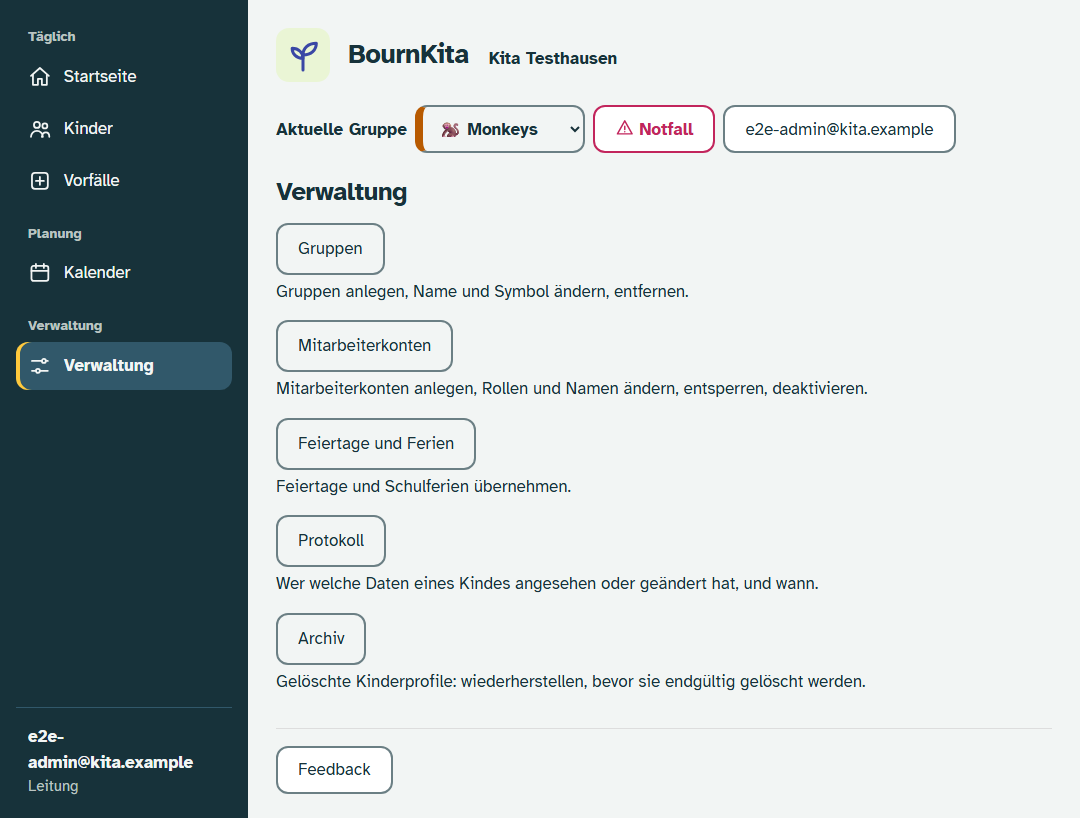 Täglich
Startseite
Kinder
Vorfälle
Planung
Kalender
Verwaltung
Verwaltung
e2e-
admin@kita.example
Leitung
BournKita Kita Testhausen
Aktuelle Gruppe 🐒 Monkeys ⚠ Notfall e2e-admin@kita.example
Verwaltung
Gruppen
Gruppen anlegen, Name und Symbol ändern, entfernen.
Mitarbeiterkonten
Mitarbeiterkonten anlegen, Rollen und Namen ändern, entsperren, deaktivieren.
Feiertage und Ferien
Feiertage und Schulferien übernehmen.
Protokoll
Wer welche Daten eines Kindes angesehen oder geändert hat, und wann.
Archiv
Gelöschte Kinderprofile: wiederherstellen, bevor sie endgültig gelöscht werden.
Feedback